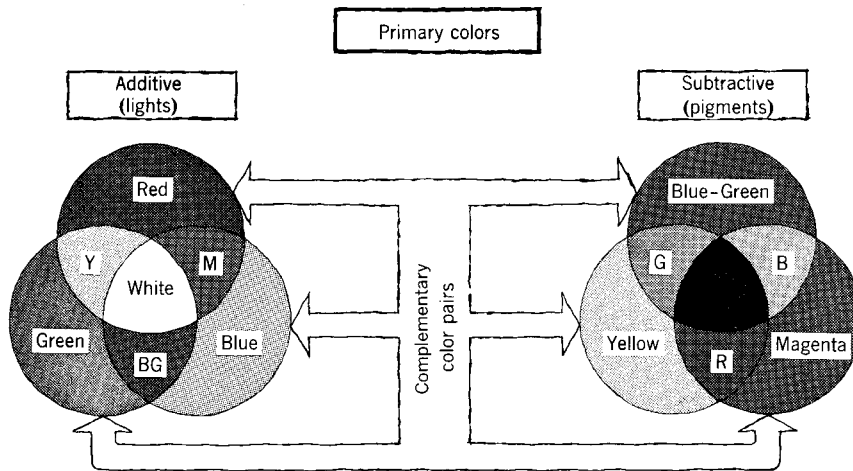 Primary colors
Additive
(lights)
Subtractive
(pigments)
Red
Y
M
White
Green
Blue
BG
Complementary
color pairs
Blue-Green
G
B
Yellow
Magenta
R